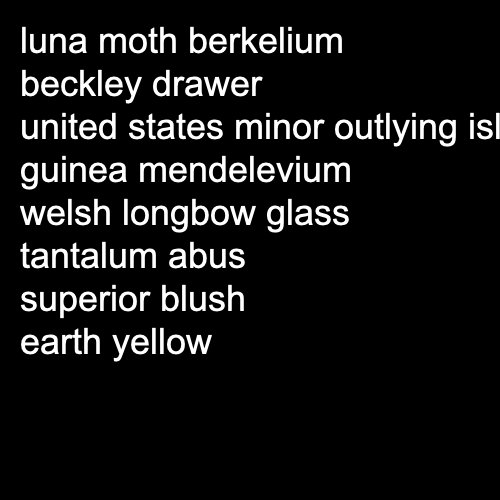 luna moth berkelium
beckley drawer
united states minor outlying isl
guinea mendelevium
welsh longbow glass
tantalum abus
superior blush
earth yellow